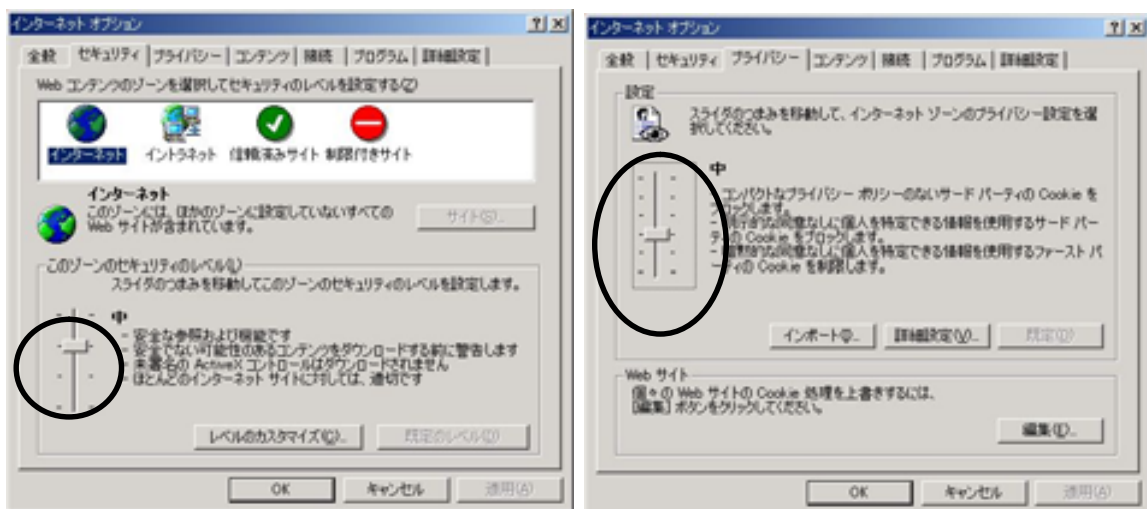 インターネット オプション
全般
セキュリティ
プライバシー
コンテンツ
接続
プログラム
詳細設定
Web コンテンツのゾーンを選択してセキュリティのレベルを設定する(Z)
インターネット
イントラネット
信頼済みサイト
制限付きサイト
インターネット
このゾーンには、ほかのゾーンに設定していないすべての
Web サイトが含まれています。
サイト(S)...
このゾーンのセキュリティのレベル(L)
スライダのつまみを移動してこのゾーンのセキュリティのレベルを設定します。
中
- 安全な参照および機能です
- 安全でない可能性のあるコンテンツをダウンロードする前に警告します
- 未署名の ActiveX コントロールはダウンロードされません
- ほとんどのインターネット サイトに対しては、適切です
レベルのカスタマイズ(C)...
既定のレベル(D)
OK
キャンセル
適用(A)
インターネット オプション
全般
セキュリティ
プライバシー
コンテンツ
接続
プログラム
詳細設定
設定
スライダのつまみを移動して、インターネット ゾーンのプライバシー設定を選
択してください。
中
- コンパクトなプライバシー ポリシーのないサード パーティの Cookie を
ブロックします。
- 明示的な同意なしに個人を特定できる情報を使用するサード パー
ティの Cookie をブロックします。
- 暗黙的な同意なしに個人を特定できる情報を使用するファースト パ
ーティの Cookie を制限します。
インポート(I)...
詳細設定(V)...
既定(D)
Web サイト
個々の Web サイトの Cookie 処理を上書きするには、
[編集] ボタンをクリックしてください。
編集(E)...
OK
キャンセル
適用(A)